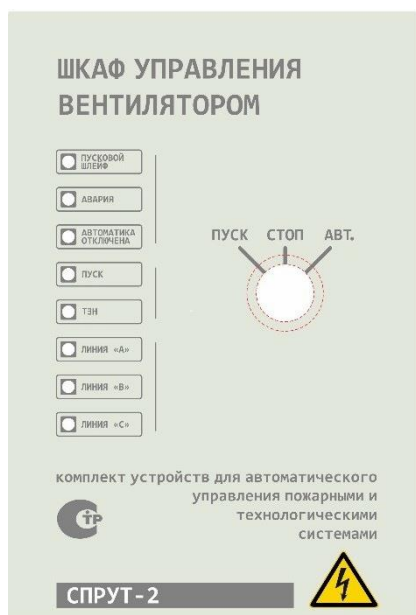 ШКАФ УПРАВЛЕНИЯ
ВЕНТИЛЯТОРОМ
ПУСКОВОЙ
ШЛЕЙФ
АВАРИЯ
АВТОМАТИКА
ОТКЛЮЧЕНА
ПУСК
ТЭН
ЛИНИЯ «А»
ЛИНИЯ «В»
ЛИНИЯ «С»
ПУСК СТОП АВТ.
комплект устройств для автоматического
управления пожарными и
технологическими
системами
СТР
СПРУТ-2